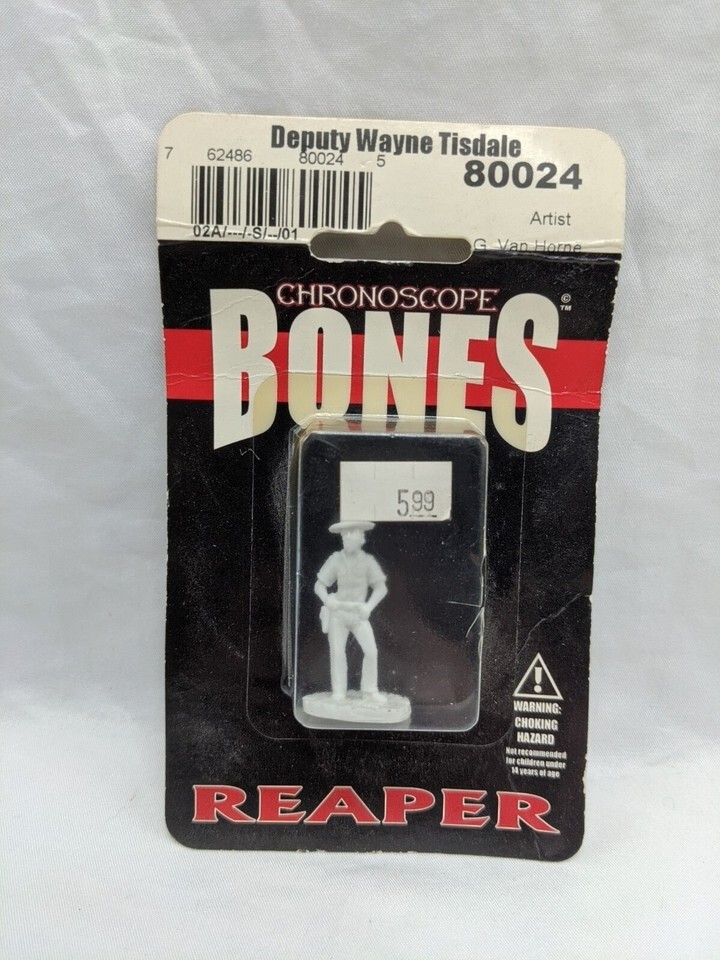 Deputy Wayne Tisdale
7 62486 80024 5
80024
02A/---/-S/--/01
Artist
G. Van Horne
CHRONOSCOPE
BONES
© ™
5.99
WARNING:
CHOKING
HAZARD
Not recommended
for children under
14 years of age
REAPER